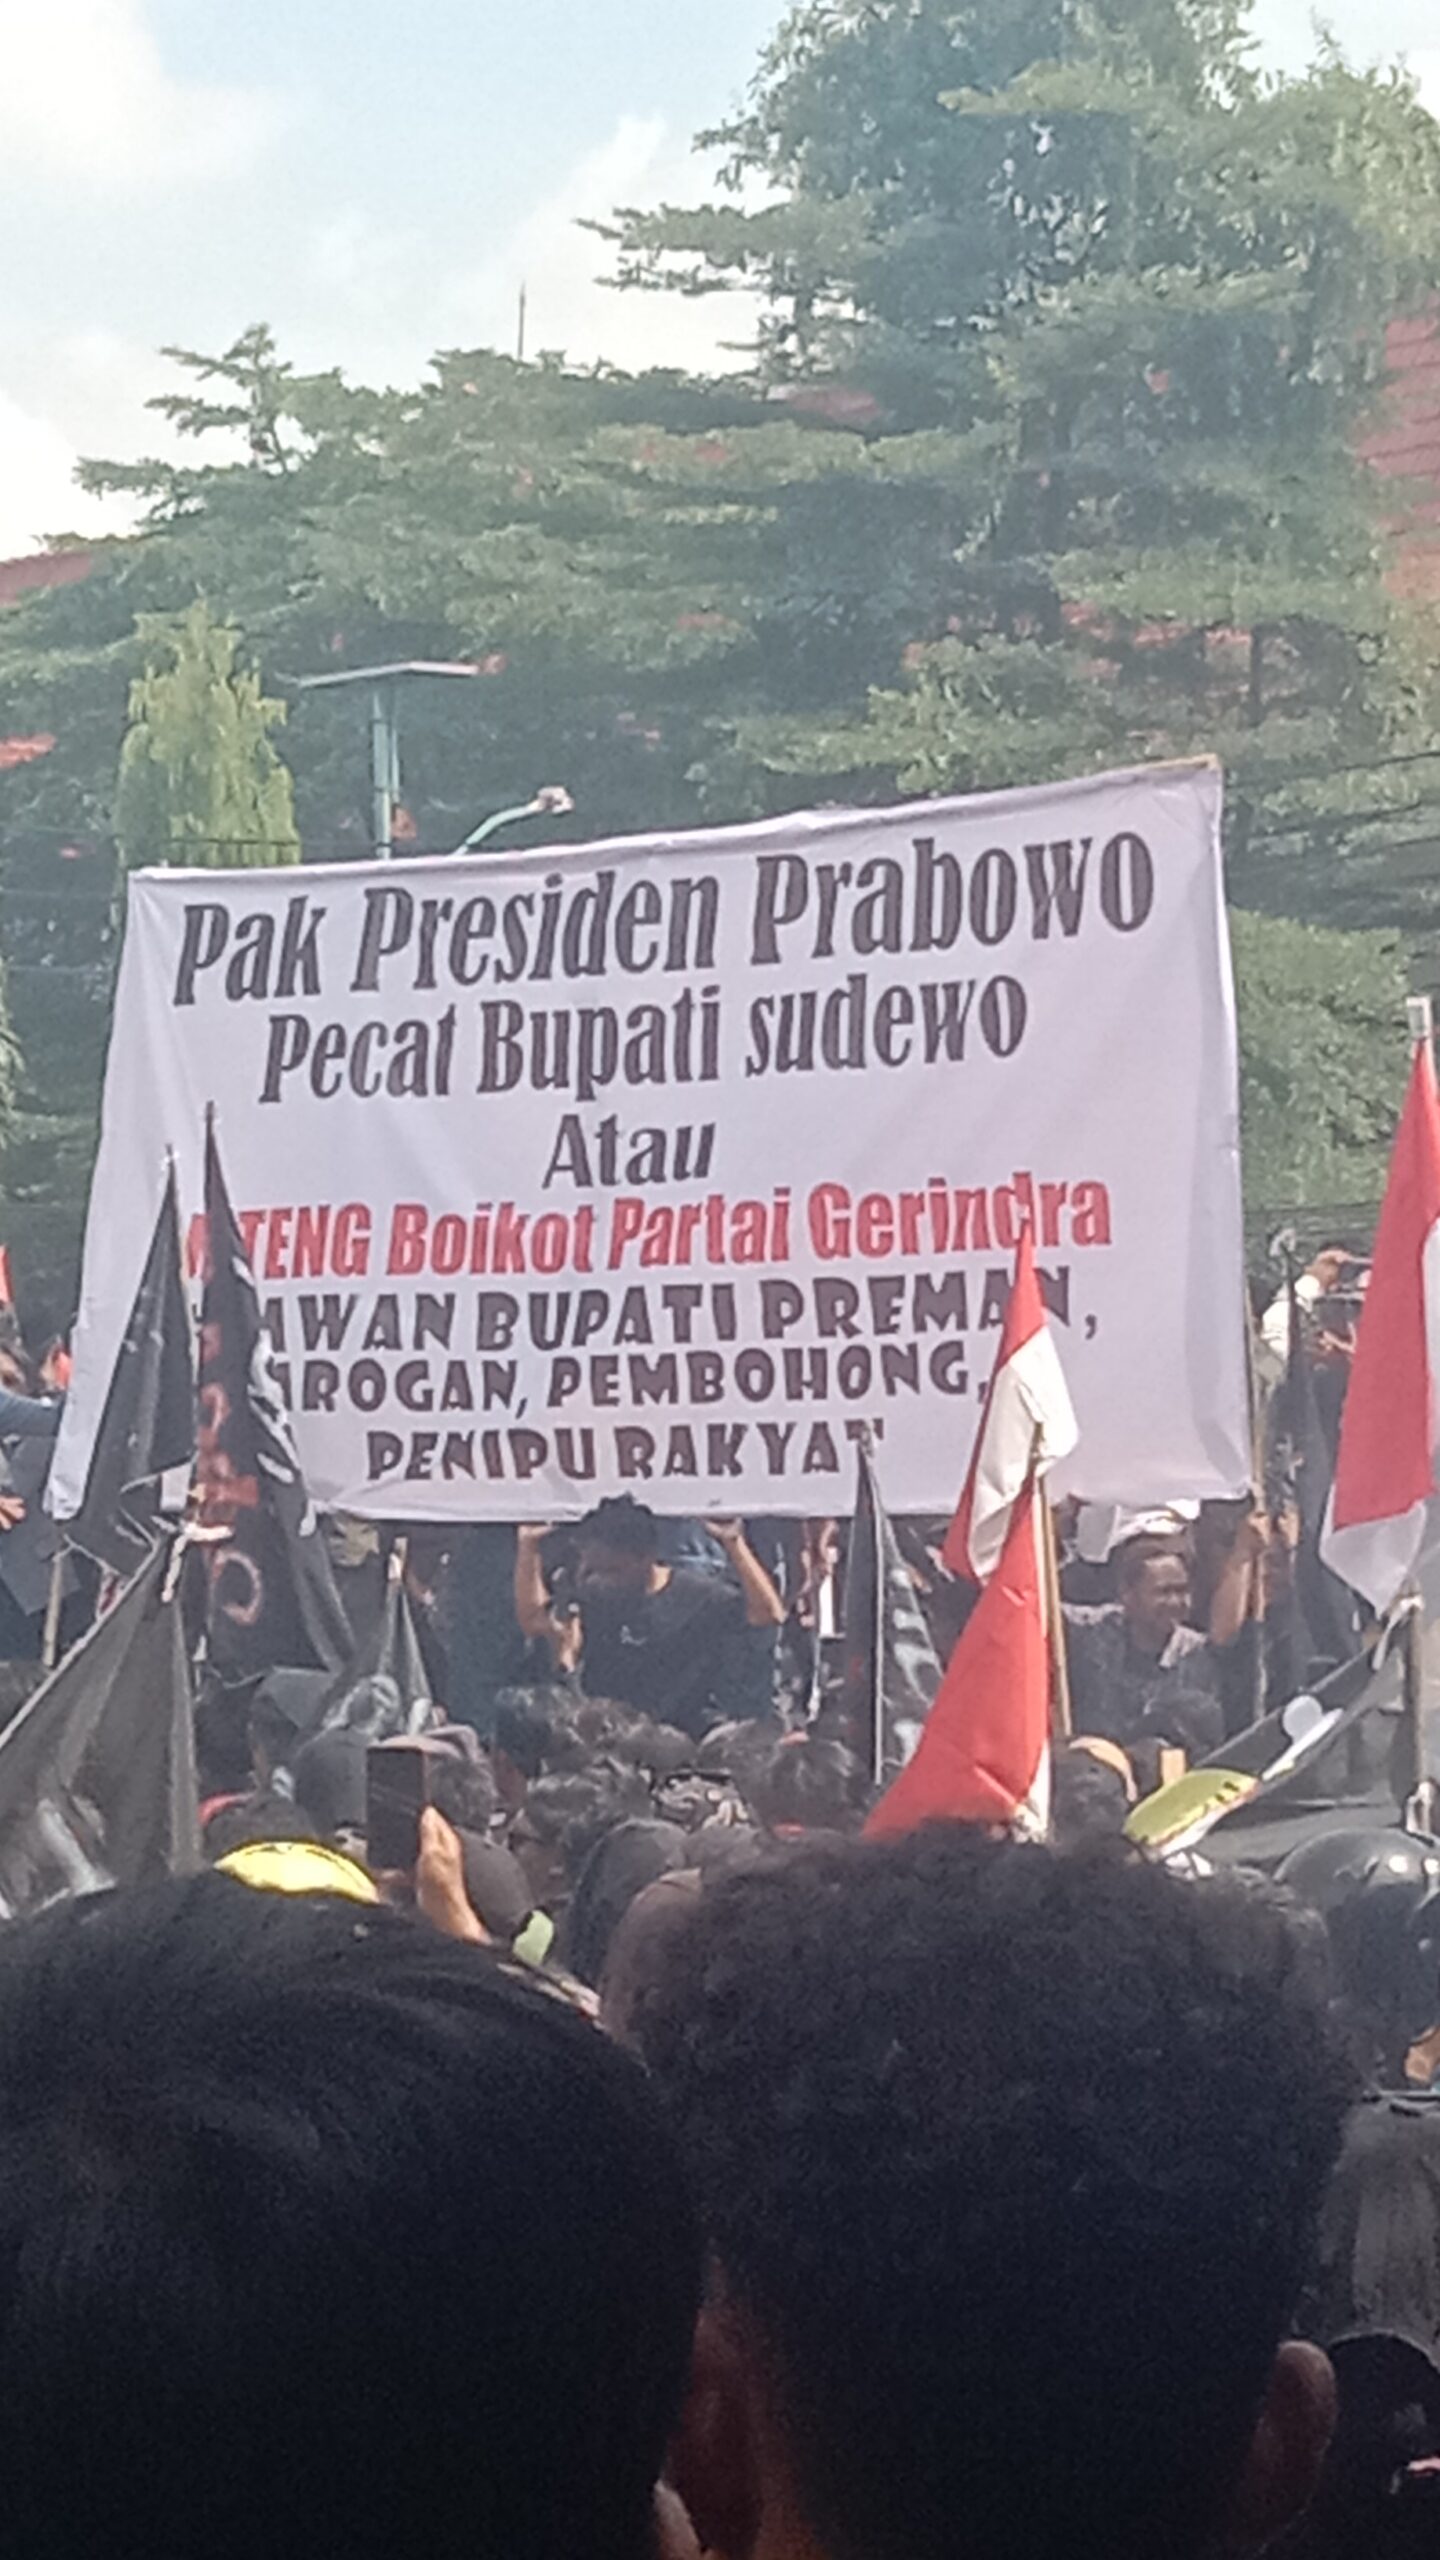 Pak Presiden Prabowo
Pecat Bupati sudewo
Atau
Boikot Partai Gerindra
BUPATI PREMAN,
PEMBOHONG,
PENIPU RAKYAT